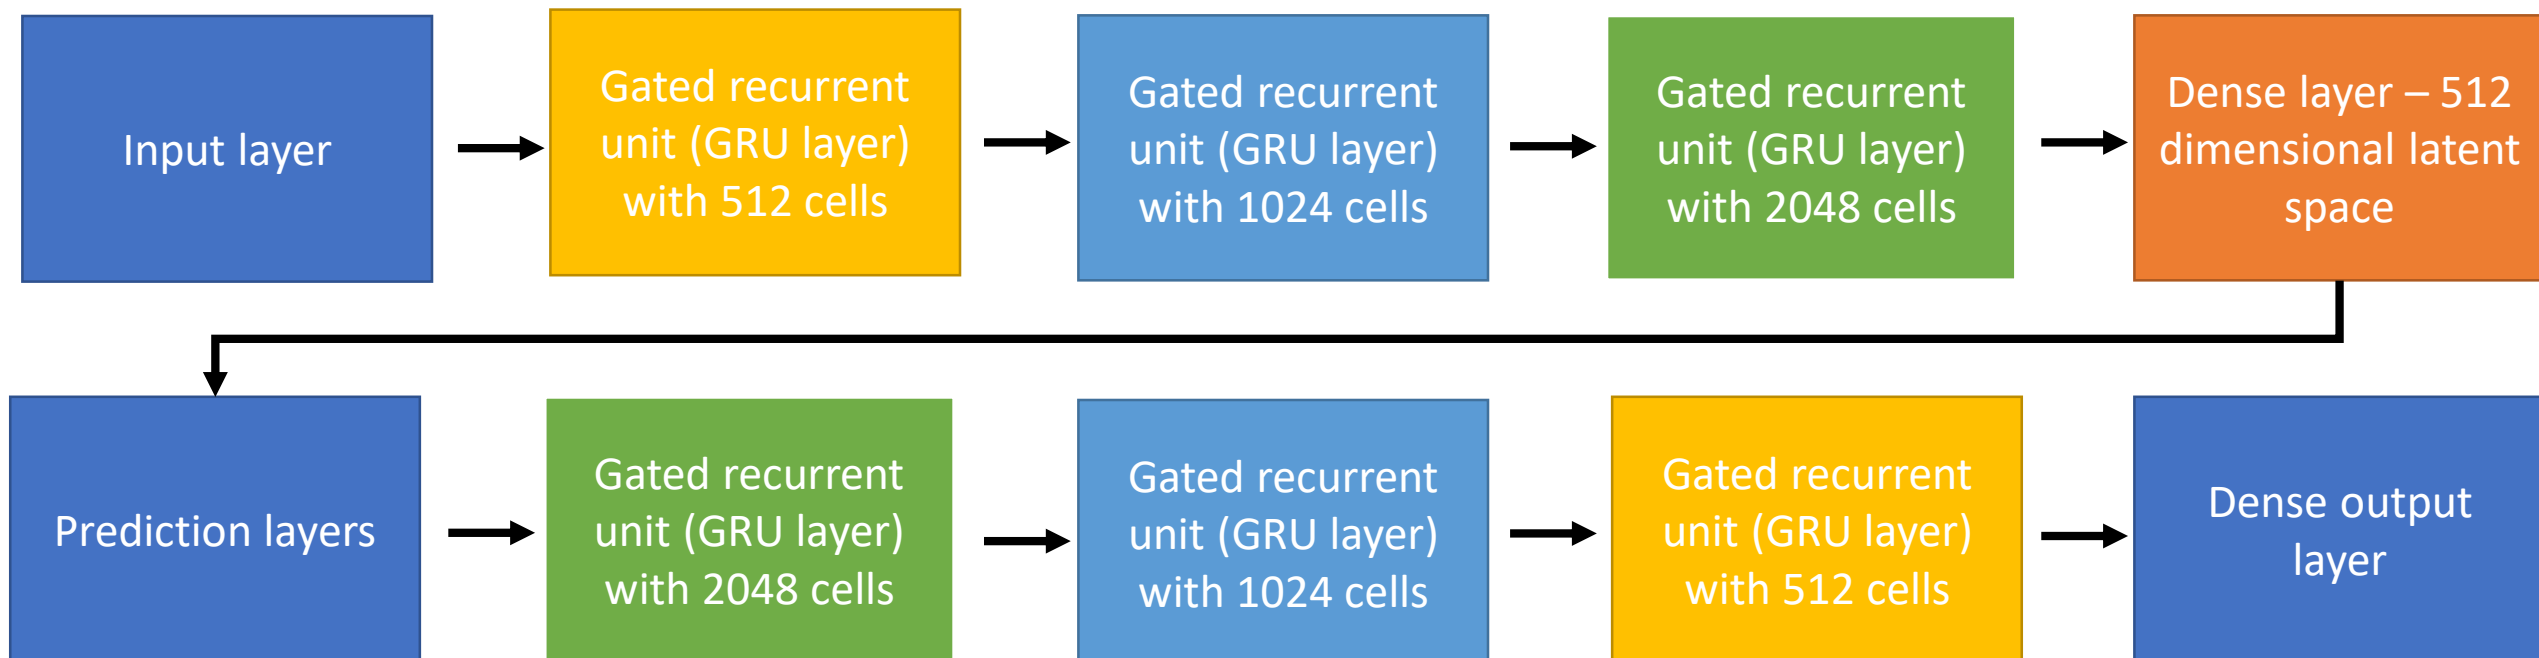 Input layer
Gated recurrent
unit (GRU layer)
with 512 cells
Gated recurrent
unit (GRU layer)
with 1024 cells
Gated recurrent
unit (GRU layer)
with 2048 cells
Dense layer – 512
dimensional latent
space
Prediction layers
Gated recurrent
unit (GRU layer)
with 2048 cells
Gated recurrent
unit (GRU layer)
with 1024 cells
Gated recurrent
unit (GRU layer)
with 512 cells
Dense output
layer